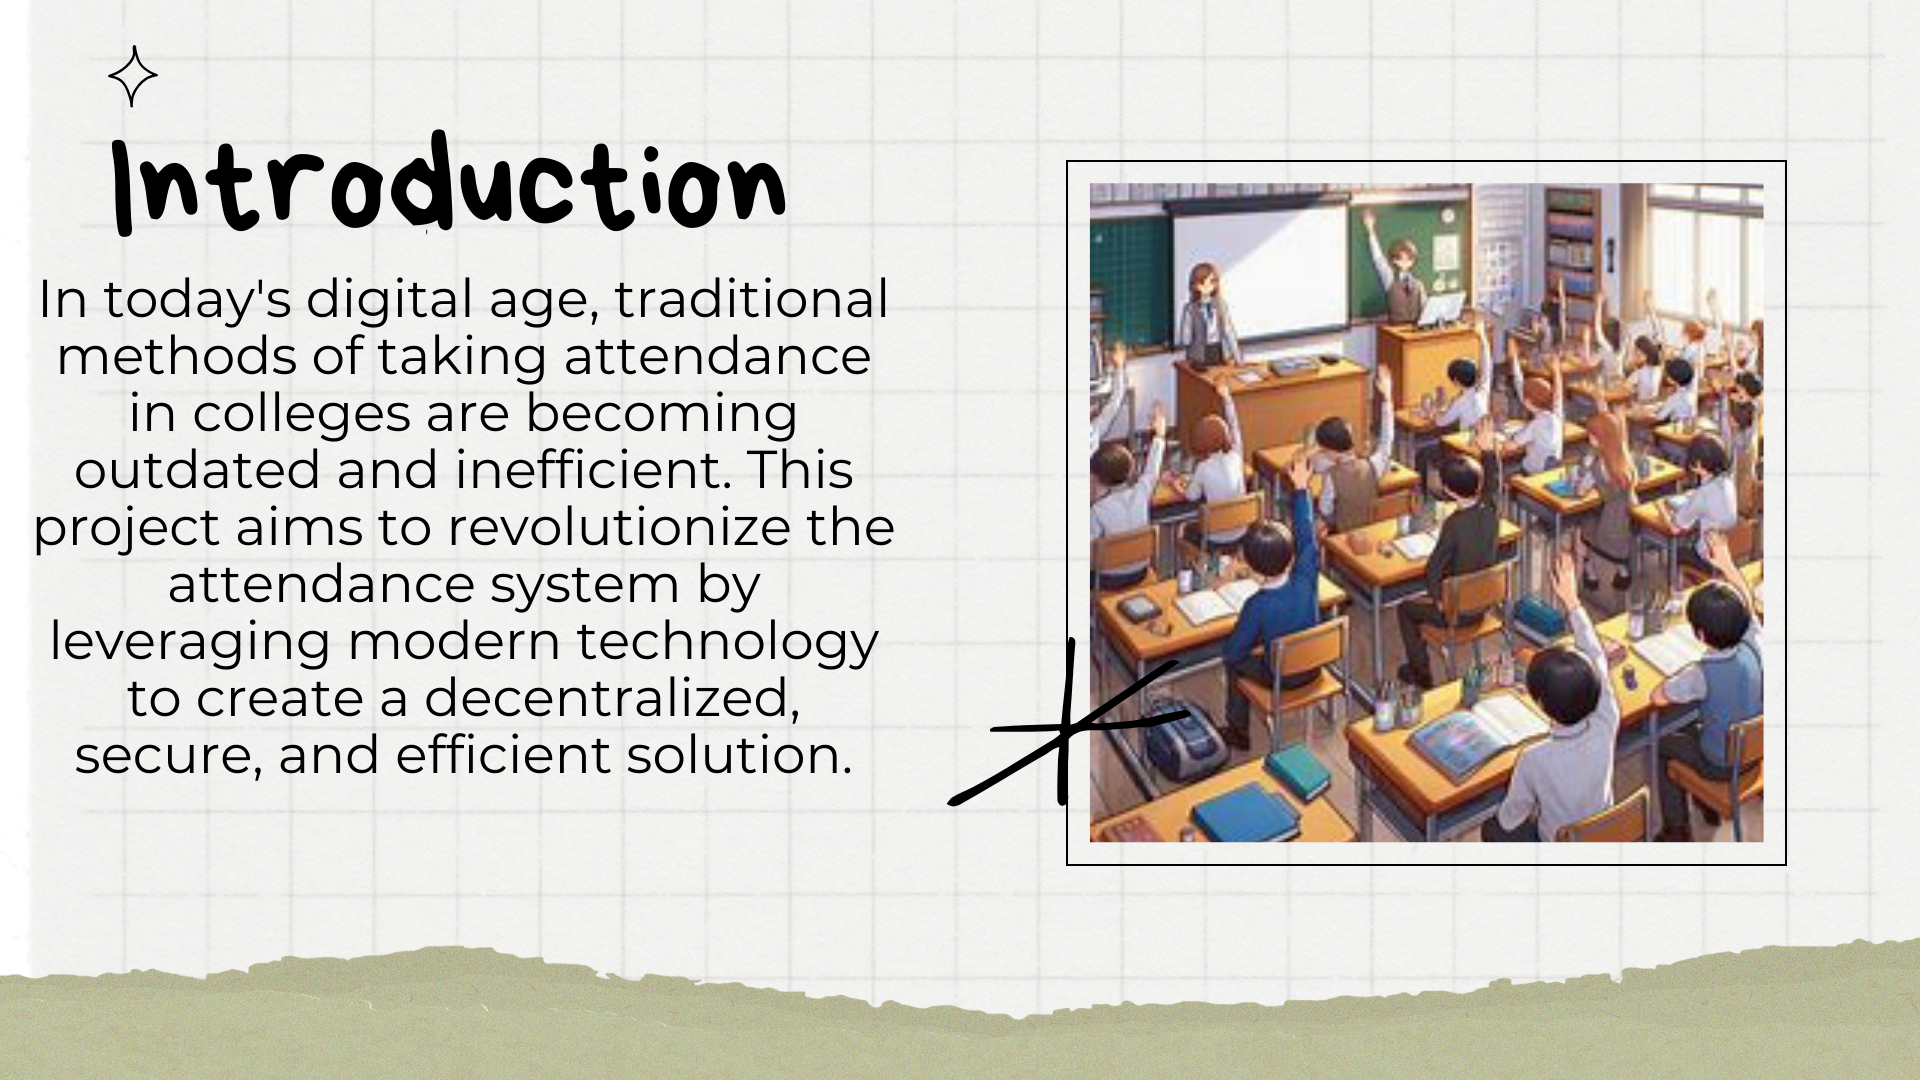 Introduction
In today's digital age, traditional
methods of taking attendance
in colleges are becoming
outdated and inefficient. This
project aims to revolutionize the
attendance system by
leveraging modern technology
to create a decentralized,
secure, and efficient solution.